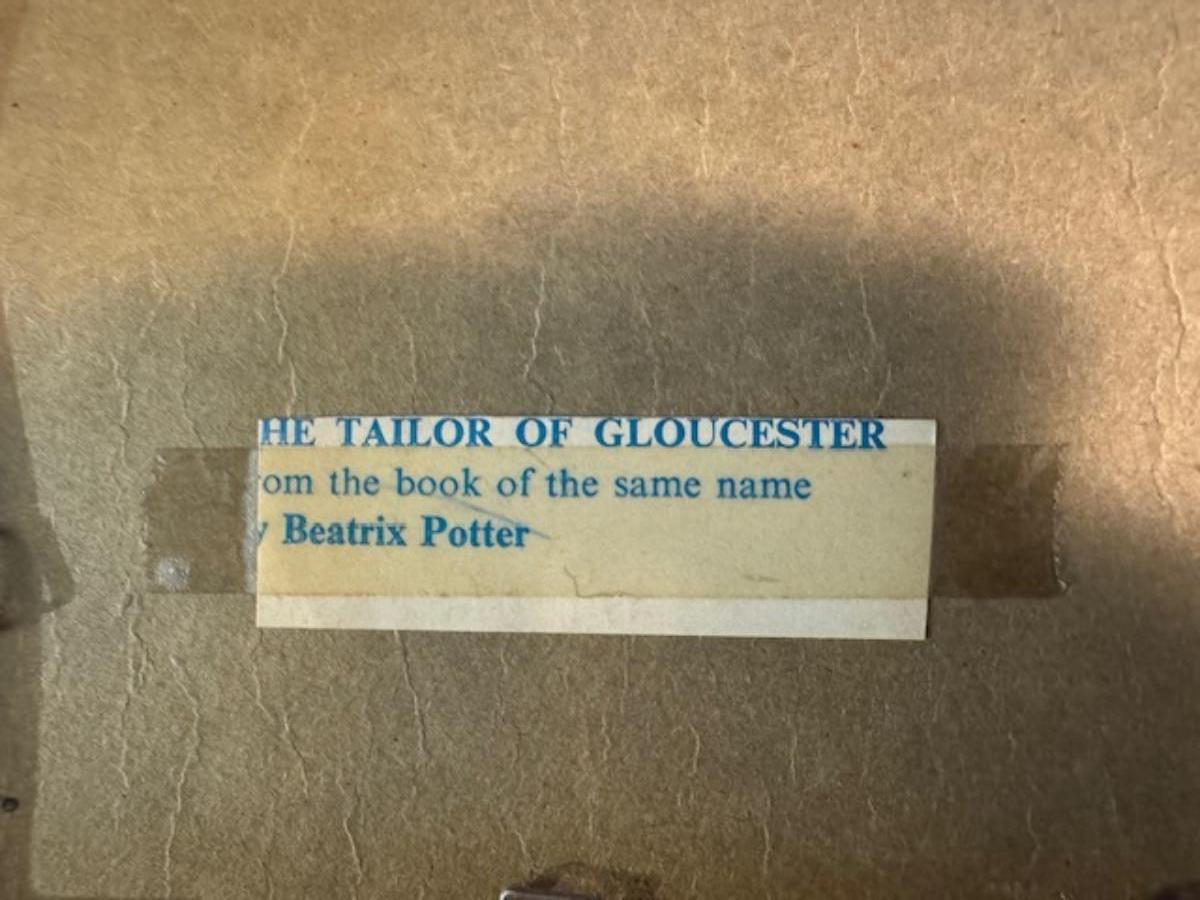 HE TAILOR OF GLOUCESTER
om the book of the same name
y Beatrix Potter